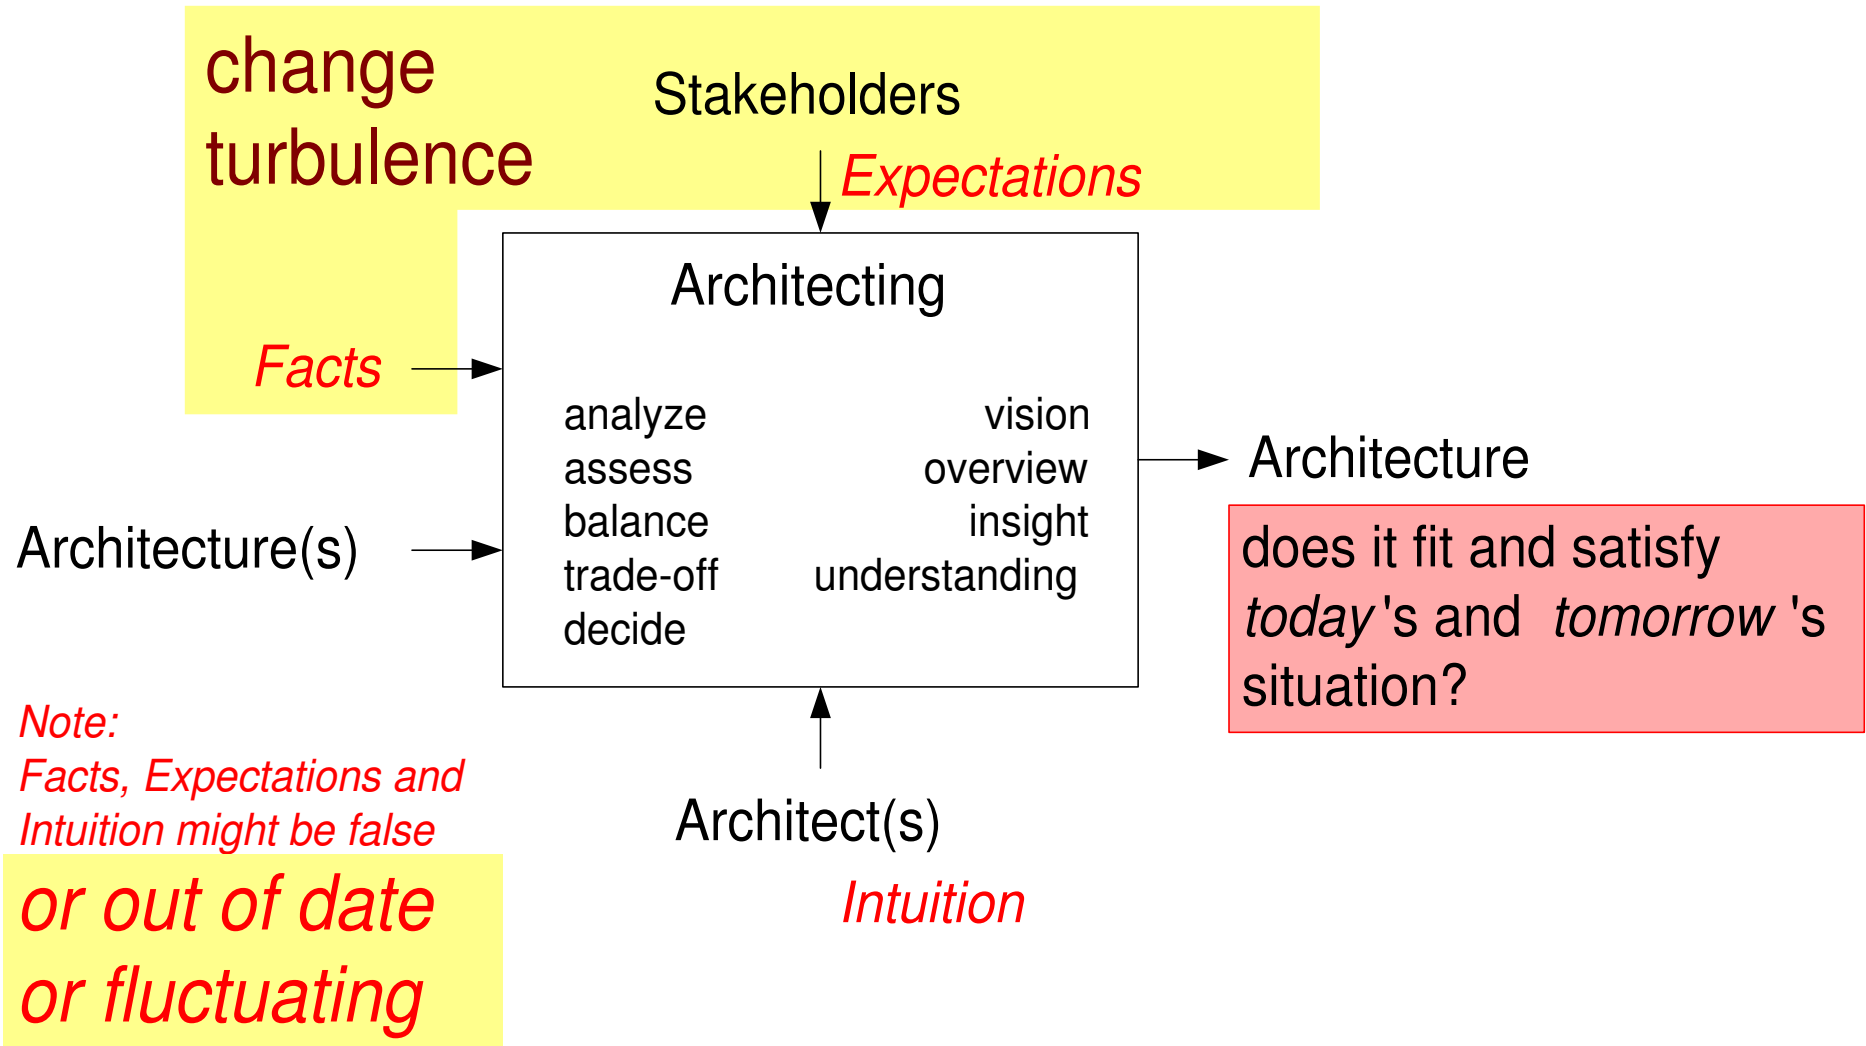 change
turbulence
Stakeholders
Expectations
Architecting
Facts
analyze vision
assess overview
balance insight
trade-off understanding
decide
Architecture(s)
Architecture
does it fit and satisfy
today's and tomorrow's
situation?
Note:
Facts, Expectations and
Intuition might be false
or out of date
or fluctuating
Architect(s)
Intuition